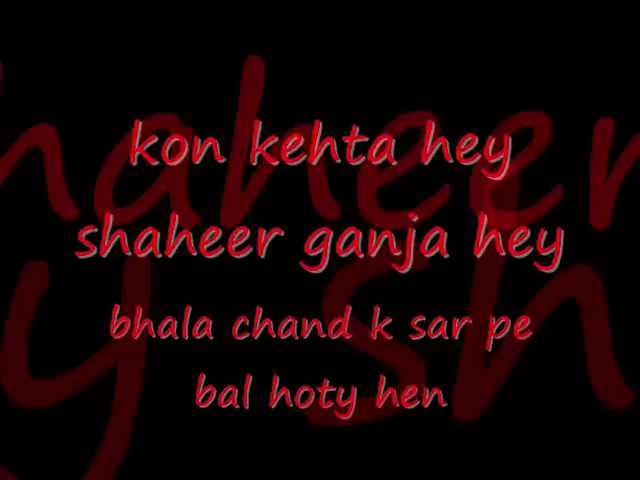 kon kehta hey
shaheer ganja hey
bhala chand k sar pe
bal hoty hen